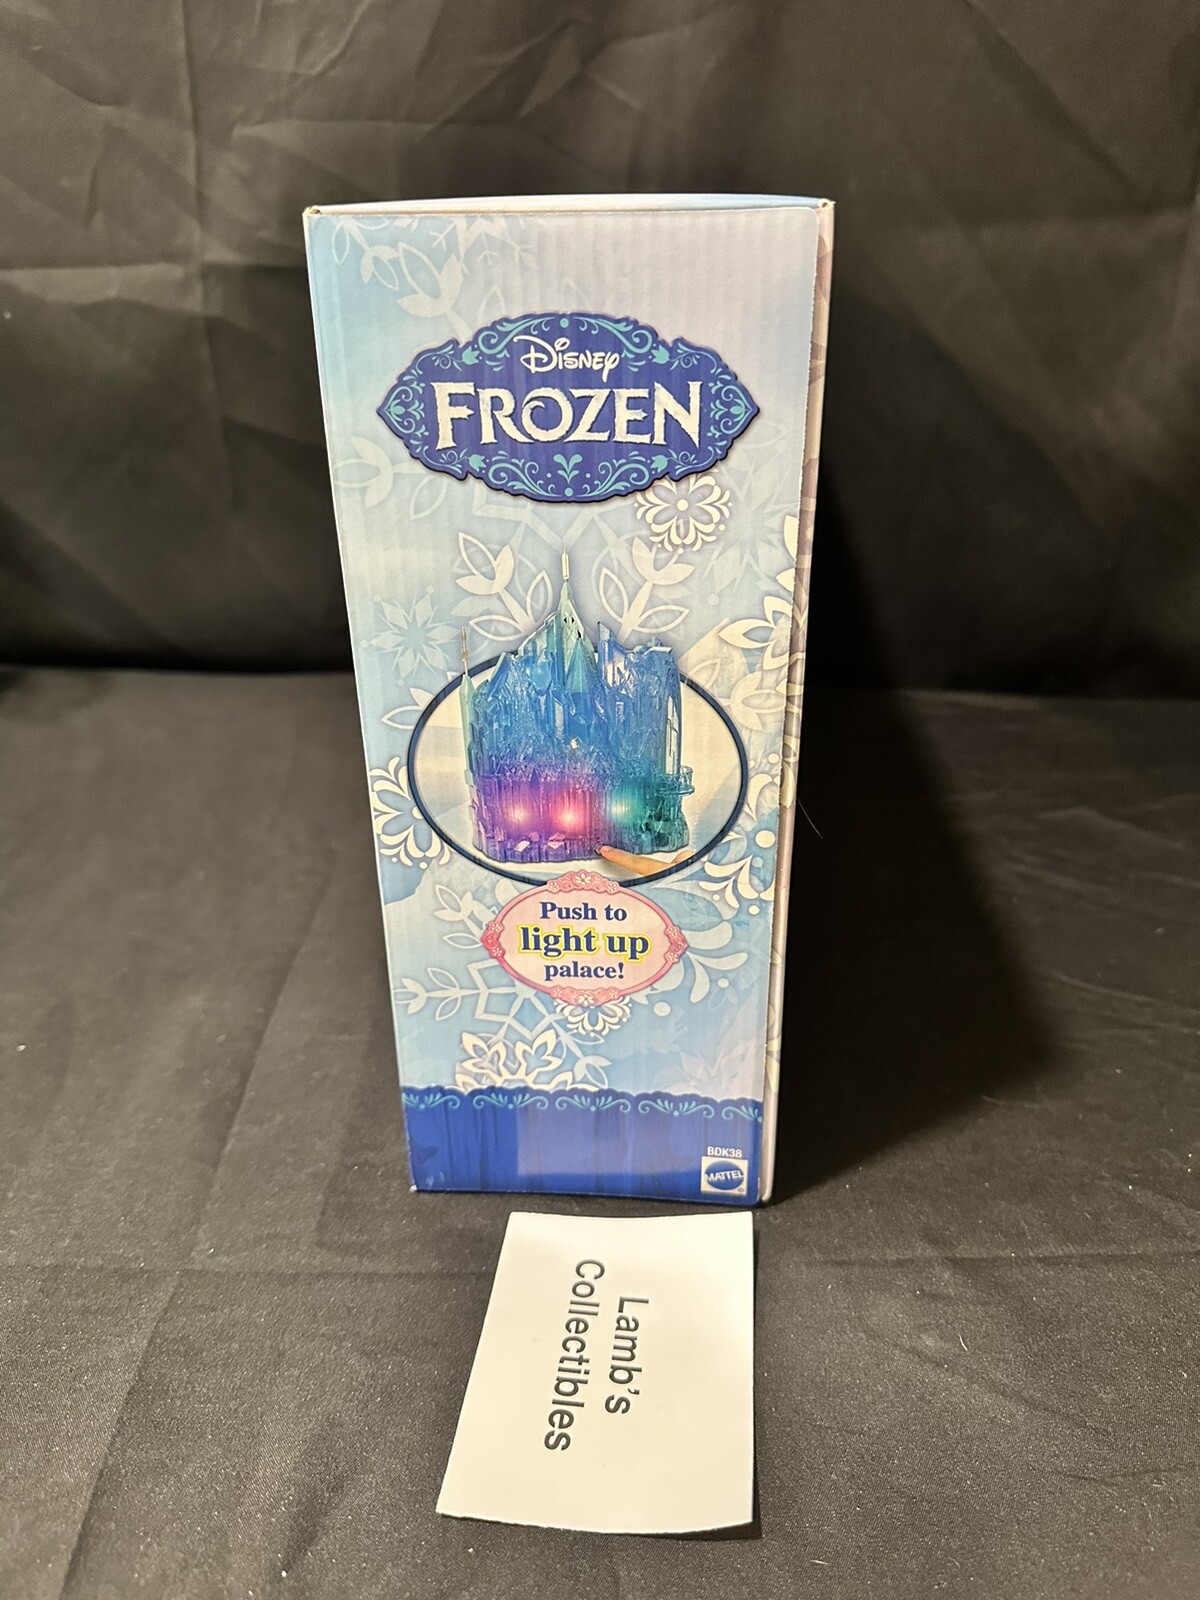 Disney
FROZEN
Push to
light up
palace!
BDK38
MATTEL
Lamb's
Collectibles